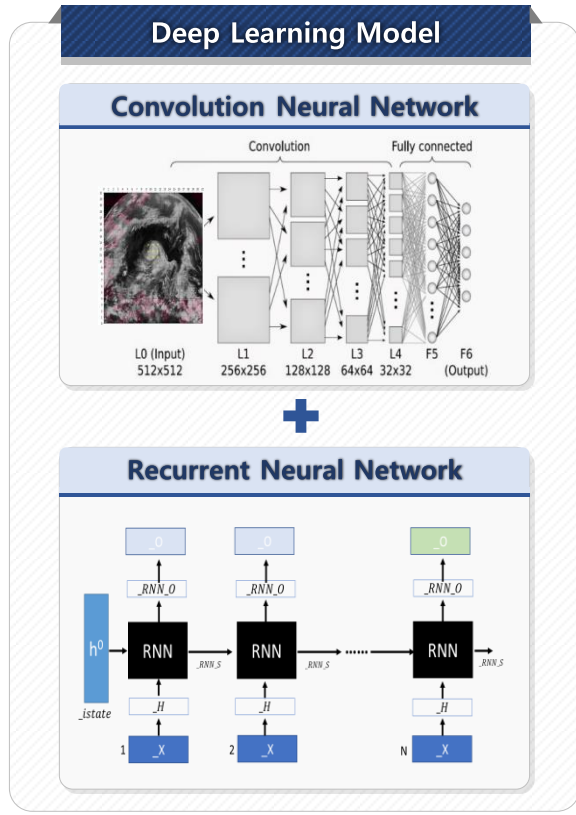 Deep Learning Model
Convolution Neural Network
Convolution
Fully connected
L0 (Input)
512x512
L1
256x256
L2
128x128
L3
64x64
L4
32x32
F5
F6
(Output)
Recurrent Neural Network
_O
_O
_O
_RNN_O
_RNN_O
_RNN_O
h⁰
RNN
_RNN_S
RNN
_RNN_S
......
RNN
_RNN_S
_istate
_H
_H
_H
1
_X
2
_X
N
_X